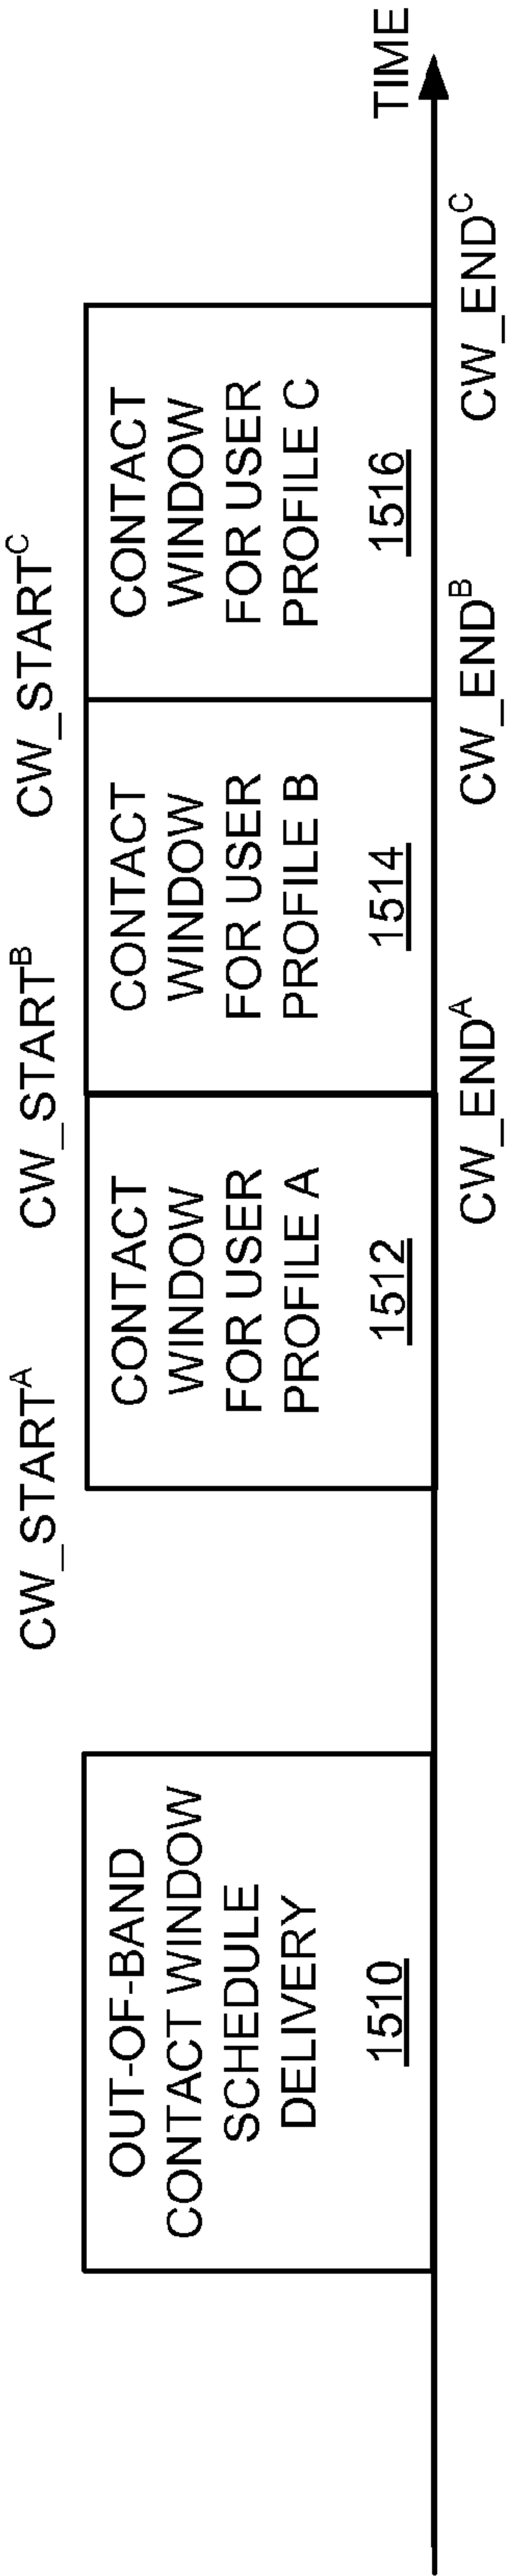 CW_START^A
CW_START^B
CW_START^C
OUT-OF-BAND
CONTACT WINDOW
SCHEDULE
DELIVERY
1510
CONTACT
WINDOW
FOR USER
PROFILE A
1512
CONTACT
WINDOW
FOR USER
PROFILE B
1514
CONTACT
WINDOW
FOR USER
PROFILE C
1516
TIME
CW_END^A
CW_END^B
CW_END^C